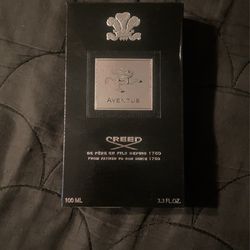 AVENTUS
CREED
DE PÈRE EN FILS DEPUIS 1760
FROM FATHER TO SON SINCE 1760
100 ML 3.3 FL.OZ.